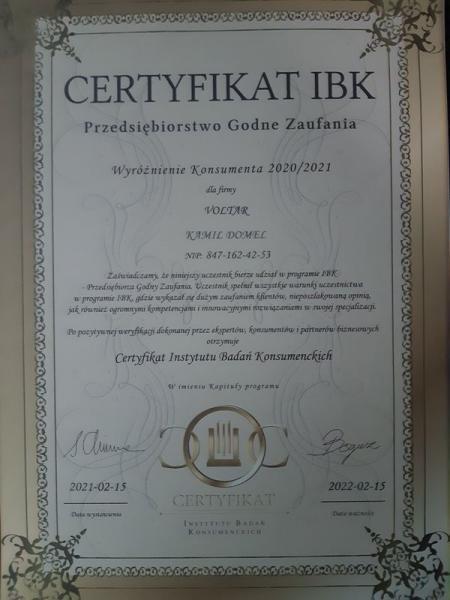 CERTYFIKAT IBK
Przedsiębiorstwo Godne Zaufania
Wyróżnienie Konsumenta 2020/2021
dla firmy
VOLTAR
KAMIL DOMEL
NIP: 847-162-42-53
Zaświadczamy, że niniejszy uczestnik bierze udział w programie IBK
- Przedsiębiorca Godny Zaufania. Uczestnik spełnił wszystkie warunki uczestnictwa
w programie IBK, gdzie wykazał się dużym zaufaniem klientów, nieposzlakowaną opinią,
jak również ogromnymi kompetencjami i innowacyjnymi rozwiązaniami w swojej specjalizacji.
Po pozytywnej weryfikacji dokonanej przez ekspertów, konsumentów i partnerów biznesowych
otrzymuje
Certyfikat Instytutu Badań Konsumenckich
W imieniu Kapituły programu
2021-02-15
2022-02-15
Data wystawienia
Data ważności
CERTYFIKAT
INSTYTUTU BADAŃ
KONSUMENCKICH